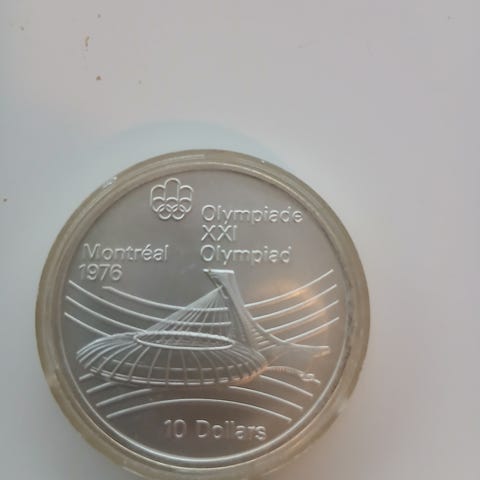 Olympiade
XXI
Olympiad
Montréal
1976
10 Dollars